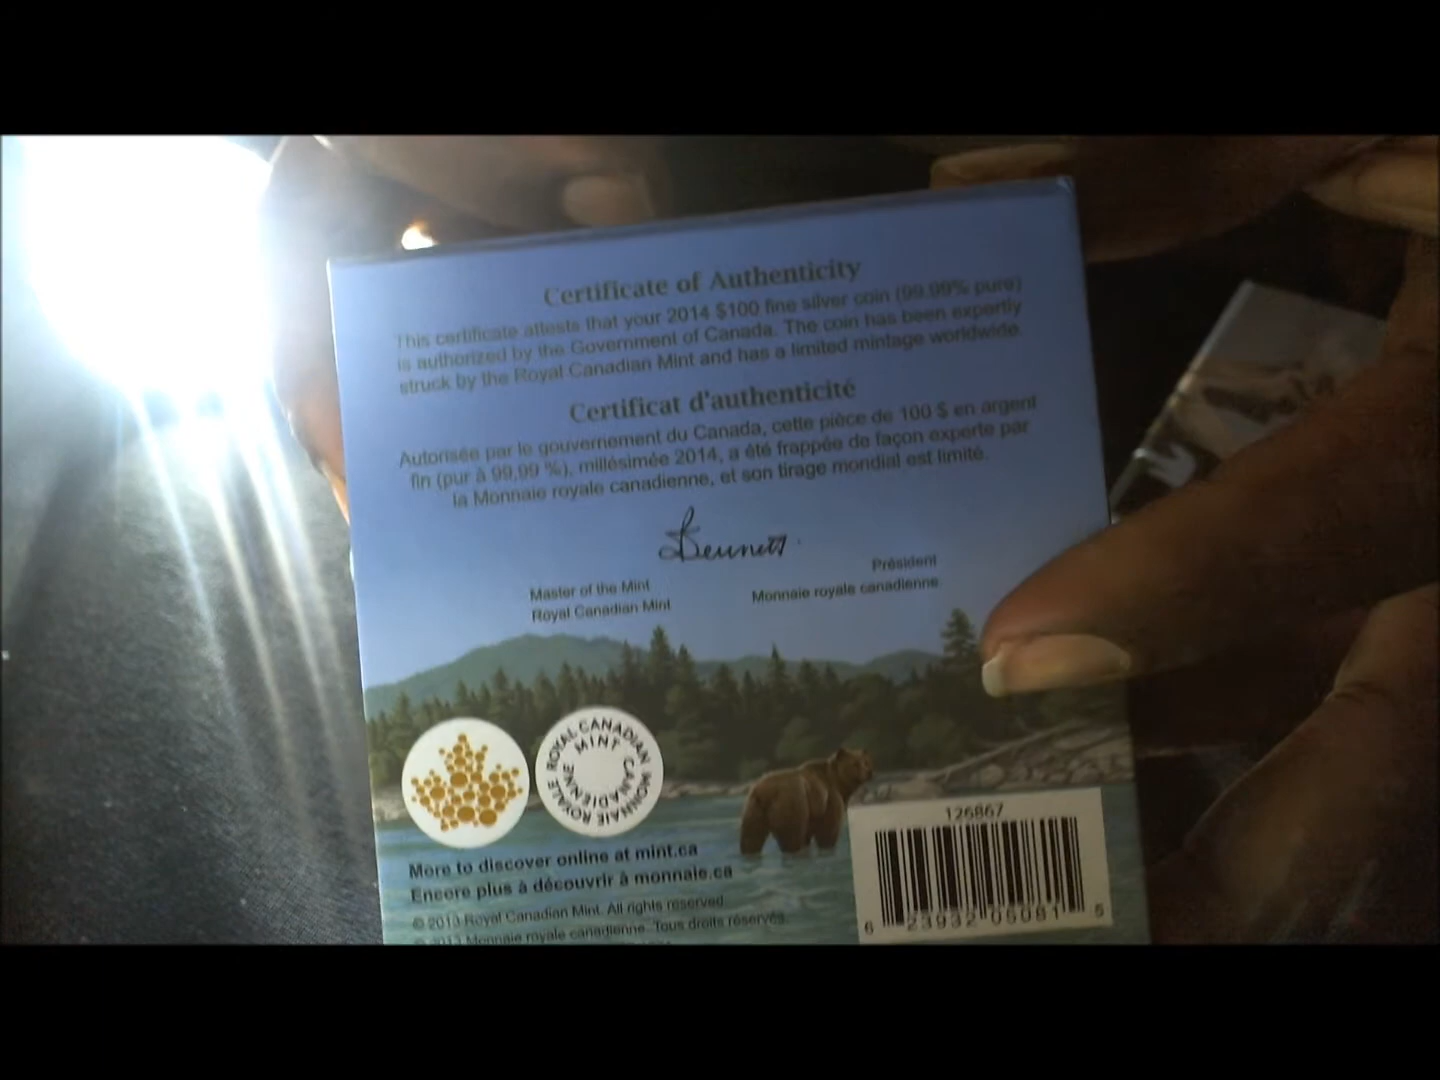 Certificate of Authenticity
This certificate attests that your 2014 $100 fine silver coin (99.99% pure)
is authorized by the Government of Canada. The coin has been expertly
struck by the Royal Canadian Mint and has a limited mintage worldwide.
Certificat d'authenticité
Autorisée par le gouvernement du Canada, cette pièce de 100 $ en argent
fin (pur à 99,99 %), millésimée 2014, a été frappée de façon experte par
la Monnaie royale canadienne, et son tirage mondial est limité.
Bennett
Master of the Mint
Royal Canadian Mint
Président
Monnaie royale canadienne
ROYAL CANADIAN MINT
MONNAIE ROYALE CANADIENNE
More to discover online at mint.ca
Encore plus à découvrir à monnaie.ca
© 2013 Royal Canadian Mint. All rights reserved.
© 2013 Monnaie royale canadienne. Tous droits réservés.
126867
6 23932 05081 5